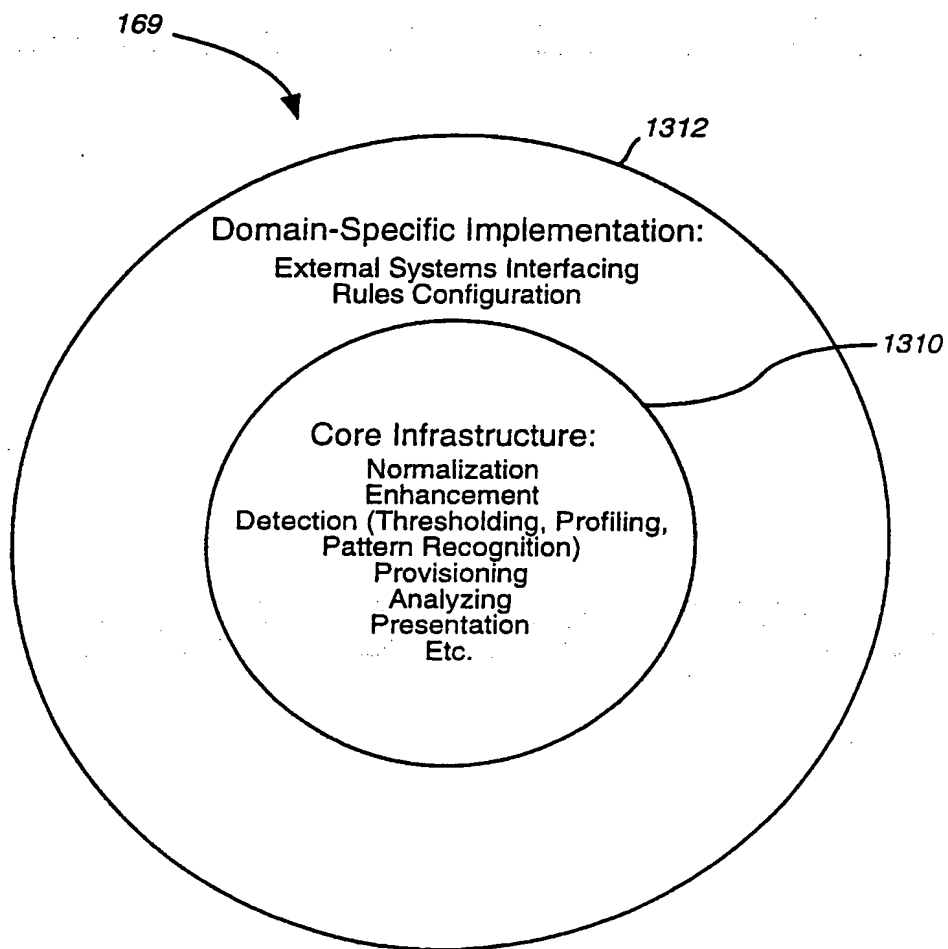 169
1312
Domain-Specific Implementation:
External Systems Interfacing
Rules Configuration
1310
Core Infrastructure:
Normalization
Enhancement
Detection (Thresholding, Profiling,
Pattern Recognition)
Provisioning
Analyzing
Presentation
Etc.